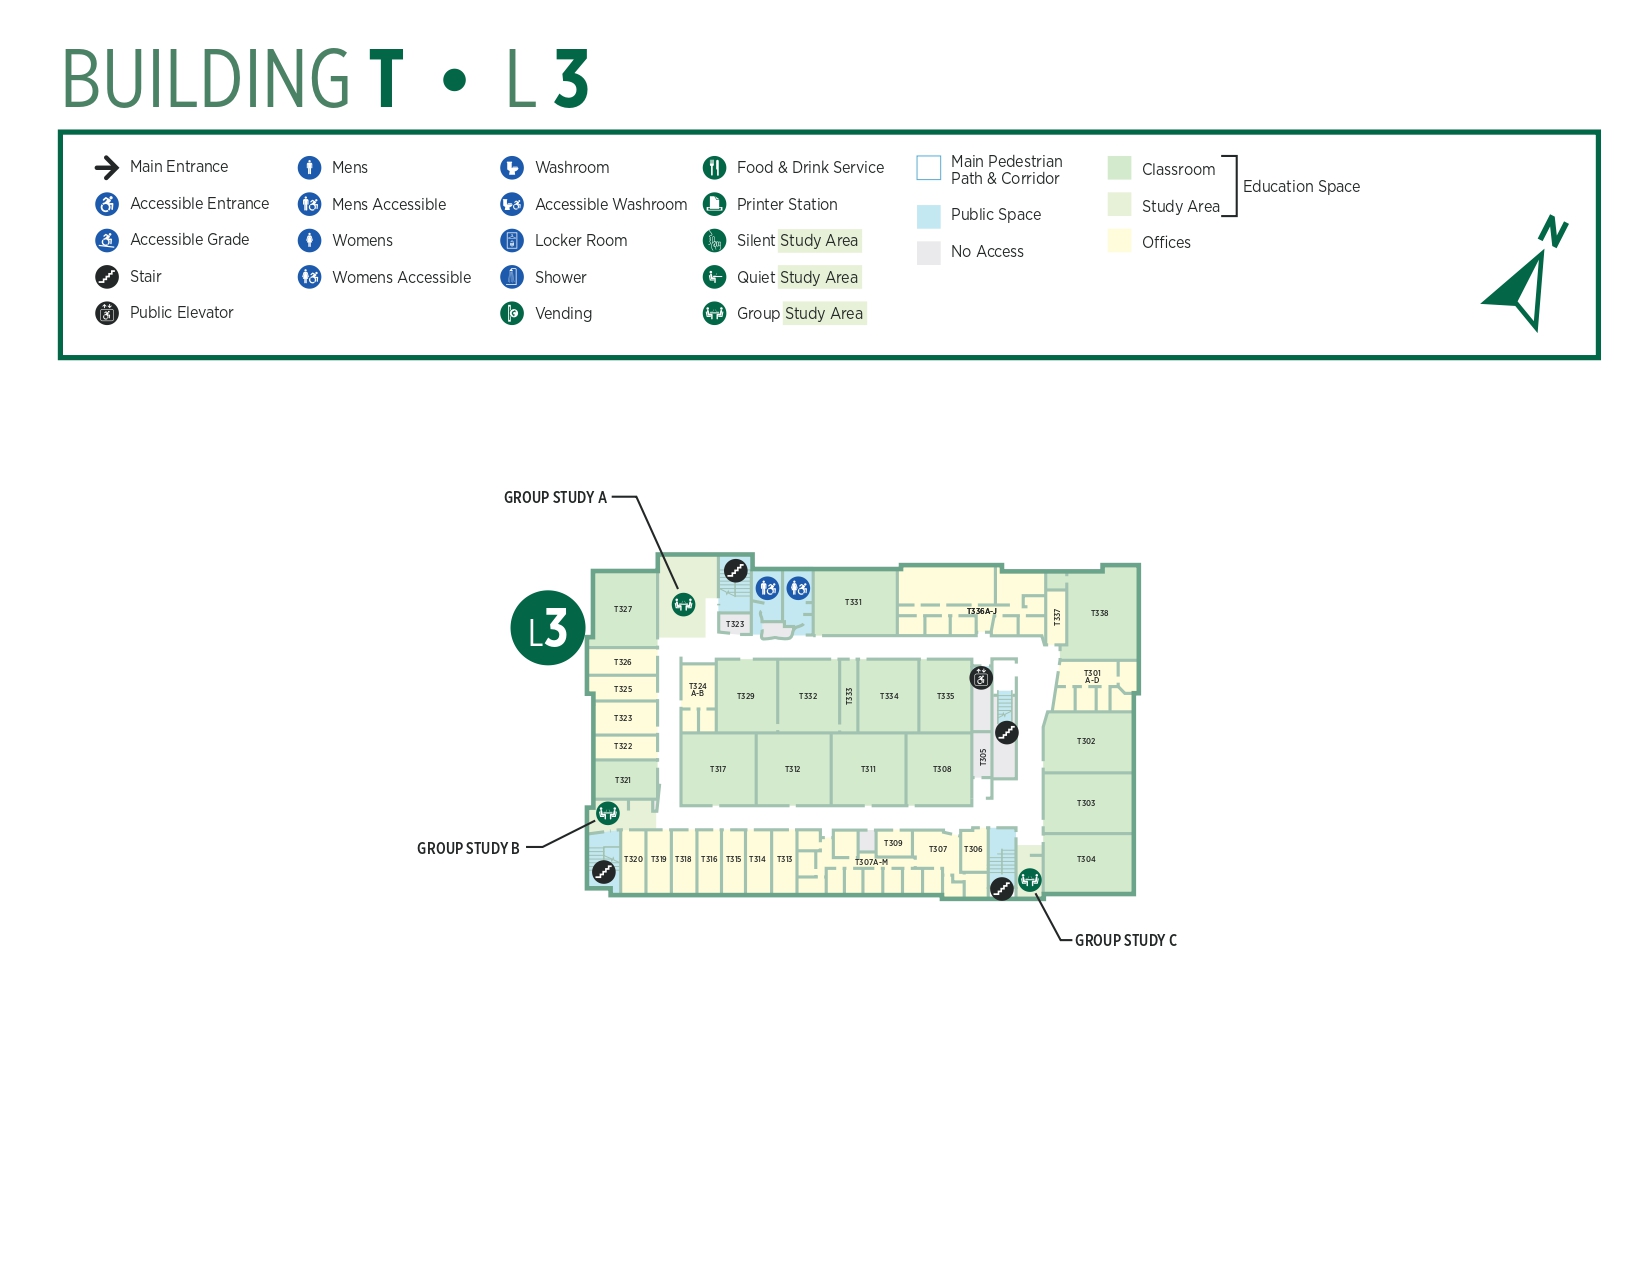 BUILDING T • L 3
Main Entrance
Accessible Entrance
Accessible Grade
Stair
Public Elevator
Mens
Mens Accessible
Womens
Womens Accessible
Washroom
Accessible Washroom
Locker Room
Shower
Vending
Food & Drink Service
Printer Station
Silent Study Area
Quiet Study Area
Group Study Area
Main Pedestrian
Path & Corridor
Public Space
No Access
Classroom
Study Area
Offices
Education Space
N
GROUP STUDY A
L3
T327
T323
T331
T336A-J
T337
T338
T326
T325
T323
T322
T321
T324
A-B
T329
T332
T333
T334
T335
T301
A-D
T302
T317
T312
T311
T308
T305
T303
T304
GROUP STUDY B
T320
T319
T318
T316
T315
T314
T313
T307A-M
T309
T307
T306
GROUP STUDY C